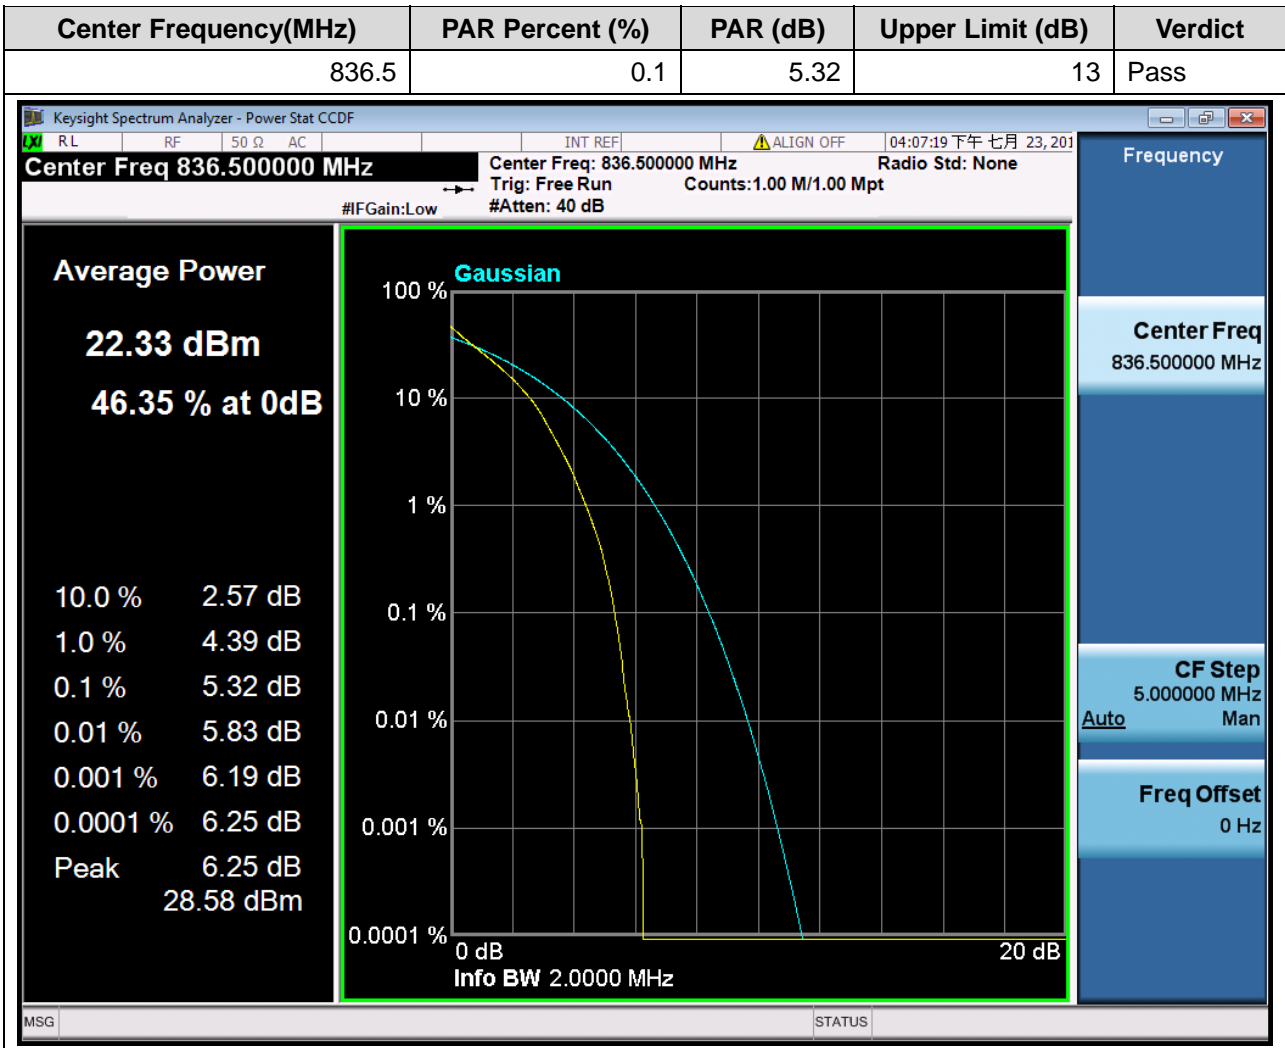 Center Frequency(MHz) PAR Percent (%) PAR (dB) Upper Limit (dB) Verdict
836.5 0.1 5.32 13 Pass
Keysight Spectrum Analyzer - Power Stat CCDF
LXI RL RF 50 Ω AC INT REF ALIGN OFF 04:07:19 下午 七月 23, 201
Center Freq 836.500000 MHz
Center Freq: 836.500000 MHz Radio Std: None
Trig: Free Run Counts:1.00 M/1.00 Mpt
#IFGain:Low #Atten: 40 dB
Frequency
Average Power
22.33 dBm
46.35 % at 0dB
10.0 % 2.57 dB
1.0 % 4.39 dB
0.1 % 5.32 dB
0.01 % 5.83 dB
0.001 % 6.19 dB
0.0001 % 6.25 dB
Peak 6.25 dB
28.58 dBm
Gaussian
100 %
10 %
1 %
0.1 %
0.01 %
0.001 %
0.0001 %
0 dB 20 dB
Info BW 2.0000 MHz
Center Freq
836.500000 MHz
CF Step
5.000000 MHz
Auto Man
Freq Offset
0 Hz
MSG STATUS